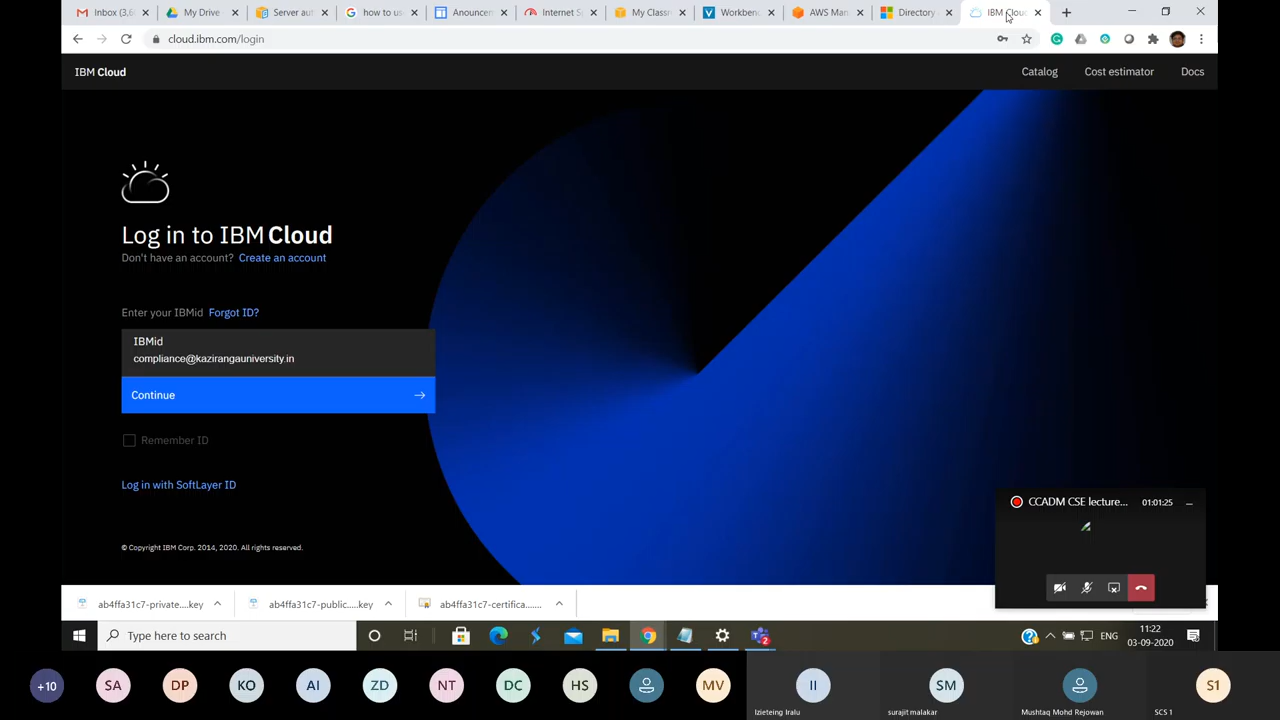 Inbox (3,6
My Drive
Server aut
how to us
Anouncer
Internet S
My Classr
Workbenc
AWS Man
Directory
IBM Clou
cloud.ibm.com/login
IBM Cloud
Catalog
Cost estimator
Docs
Log in to IBM Cloud
Don't have an account? Create an account
Enter your IBMid Forgot ID?
IBMid
compliance@kazirangauniversity.in
Continue
Remember ID
Log in with SoftLayer ID
© Copyright IBM Corp. 2014, 2020. All rights reserved.
CCADM CSE lecture...
01:01:25
ab4ffa31c7-private....key
ab4ffa31c7-public.....key
ab4ffa31c7-certifica......
Type here to search
2
ENG
11:22
03-09-2020
+10
SA
DP
KO
AI
ZD
NT
DC
HS
MV
II
Izieteing Iralu
SM
surajit malakar
Mushtaq Mohd Rejowan
S1
SCS 1